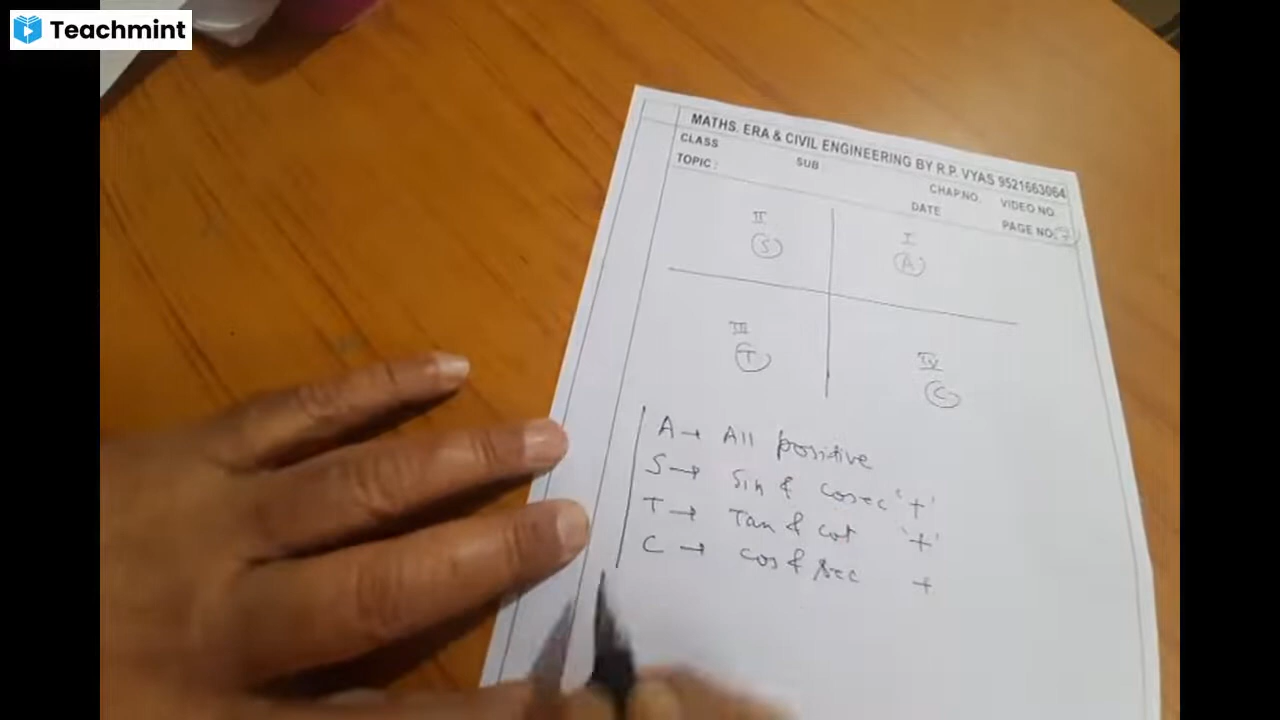 Teachmint
MATHS. ERA & CIVIL ENGINEERING BY R.P. VYAS 9521663064
CLASS SUB CHAP.NO. VIDEO NO.
TOPIC : DATE PAGE NO. 7
II I
S A
III IV
T C
A → All positive
S → Sin & cosec '+'
T → Tan & cot '+'
C → cos & sec +